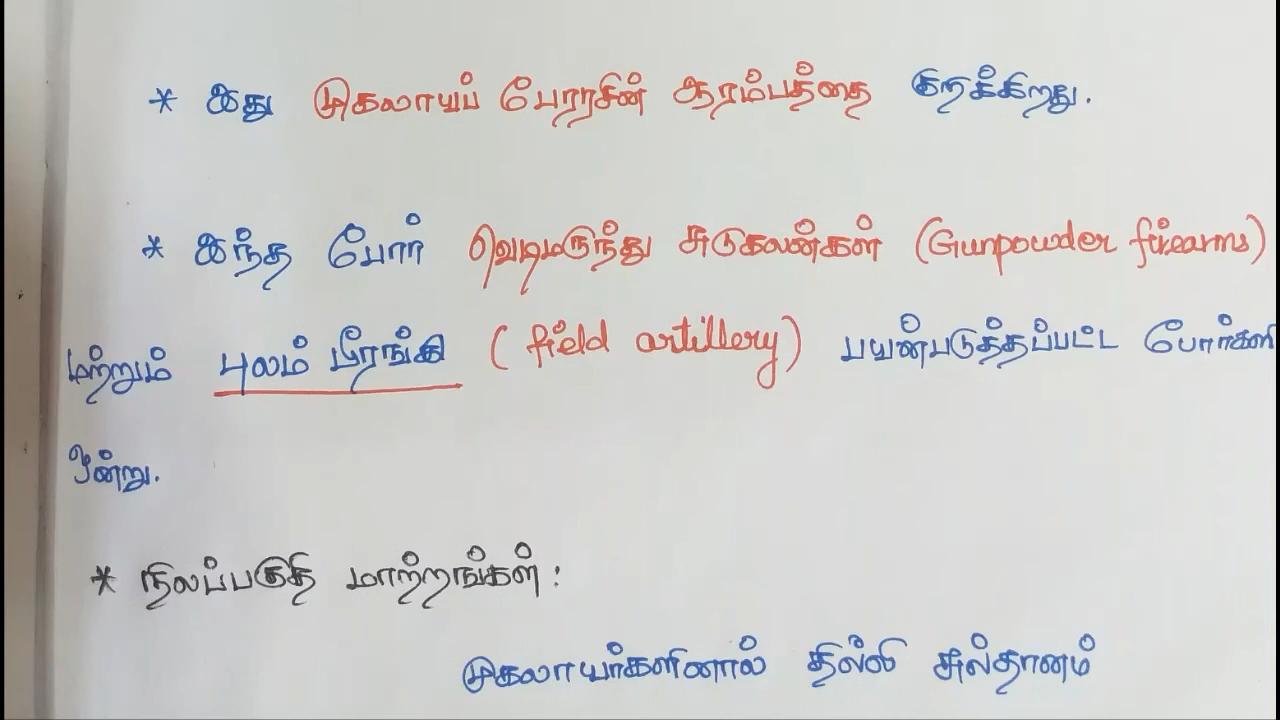 * இது முகலாயப் பேரரசின் ஆரம்பத்தை குறிக்கிறது.
* இந்த போர் வெடிமருந்து சுடுகலன்கள் (Gunpowder firearms)
மற்றும் புலம் பீரங்கி ( field artillery) பயன்படுத்தப்பட்ட போர்களி
ஒன்று.
* நிலப்பகுதி மாற்றங்கள் :
முகலாயர்களினால் தில்லி சுல்தானம்